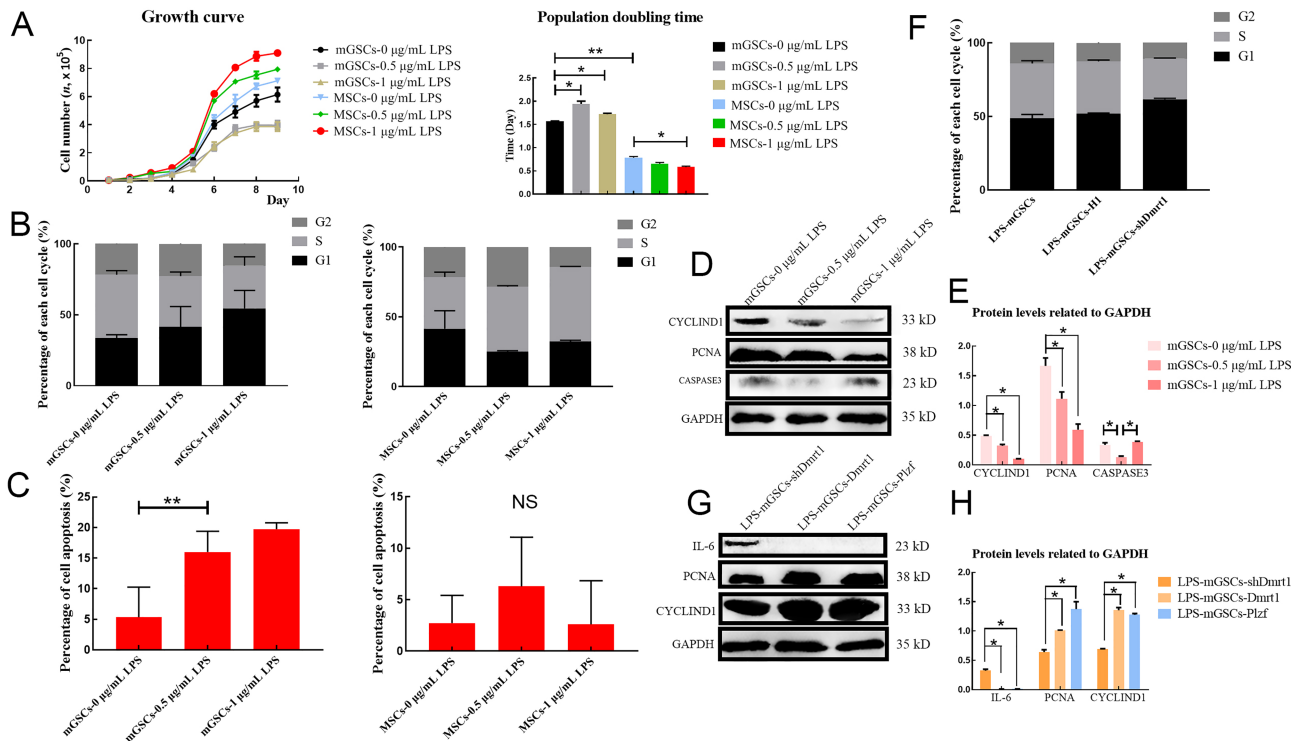 A
Growth curve
Cell number (n, × 10⁵)
10
8
6
4
2
0
0 2 4 6 8 10
Day
mGSCs-0 μg/mL LPS
mGSCs-0.5 μg/mL LPS
mGSCs-1 μg/mL LPS
MSCs-0 μg/mL LPS
MSCs-0.5 μg/mL LPS
MSCs-1 μg/mL LPS
Population doubling time
Time (Day)
2.5
2.0
1.5
1.0
0.5
0.0
**
*
*
*
mGSCs-0 μg/mL LPS
mGSCs-0.5 μg/mL LPS
mGSCs-1 μg/mL LPS
MSCs-0 μg/mL LPS
MSCs-0.5 μg/mL LPS
MSCs-1 μg/mL LPS
B
Percentage of each cell cycle (%)
100
50
0
G2
S
G1
mGSCs-0 μg/mL LPS
mGSCs-0.5 μg/mL LPS
mGSCs-1 μg/mL LPS
Percentage of each cell cycle (%)
100
50
0
G2
S
G1
MSCs-0 μg/mL LPS
MSCs-0.5 μg/mL LPS
MSCs-1 μg/mL LPS
C
Percentage of cell apoptosis (%)
25
20
15
10
5
0
**
mGSCs-0 μg/mL LPS
mGSCs-0.5 μg/mL LPS
mGSCs-1 μg/mL LPS
Percentage of cell apoptosis (%)
15
10
5
0
NS
MSCs-0 μg/mL LPS
MSCs-0.5 μg/mL LPS
MSCs-1 μg/mL LPS
D
mGSCs-0 μg/mL LPS
mGSCs-0.5 μg/mL LPS
mGSCs-1 μg/mL LPS
CYCLIND1 33 kD
PCNA 38 kD
CASPASE3 23 kD
GAPDH 35 kD
E
Protein levels related to GAPDH
2.0
1.5
1.0
0.5
0.0
*
*
*
*
*
*
CYCLIND1 PCNA CASPASE3
mGSCs-0 μg/mL LPS
mGSCs-0.5 μg/mL LPS
mGSCs-1 μg/mL LPS
F
Percentage of each cell cycle (%)
100
50
0
G2
S
G1
LPS-mGSCs
LPS-mGSCs-H1
LPS-mGSCs-shDmrt1
G
LPS-mGSCs-shDmrt1
LPS-mGSCs-Dmrt1
LPS-mGSCs-Plzf
IL-6 23 kD
PCNA 38 kD
CYCLIND1 33 kD
GAPDH 35 kD
H
Protein levels related to GAPDH
2.0
1.5
1.0
0.5
0.0
*
*
*
*
*
*
IL-6 PCNA CYCLIND1
LPS-mGSCs-shDmrt1
LPS-mGSCs-Dmrt1
LPS-mGSCs-Plzf